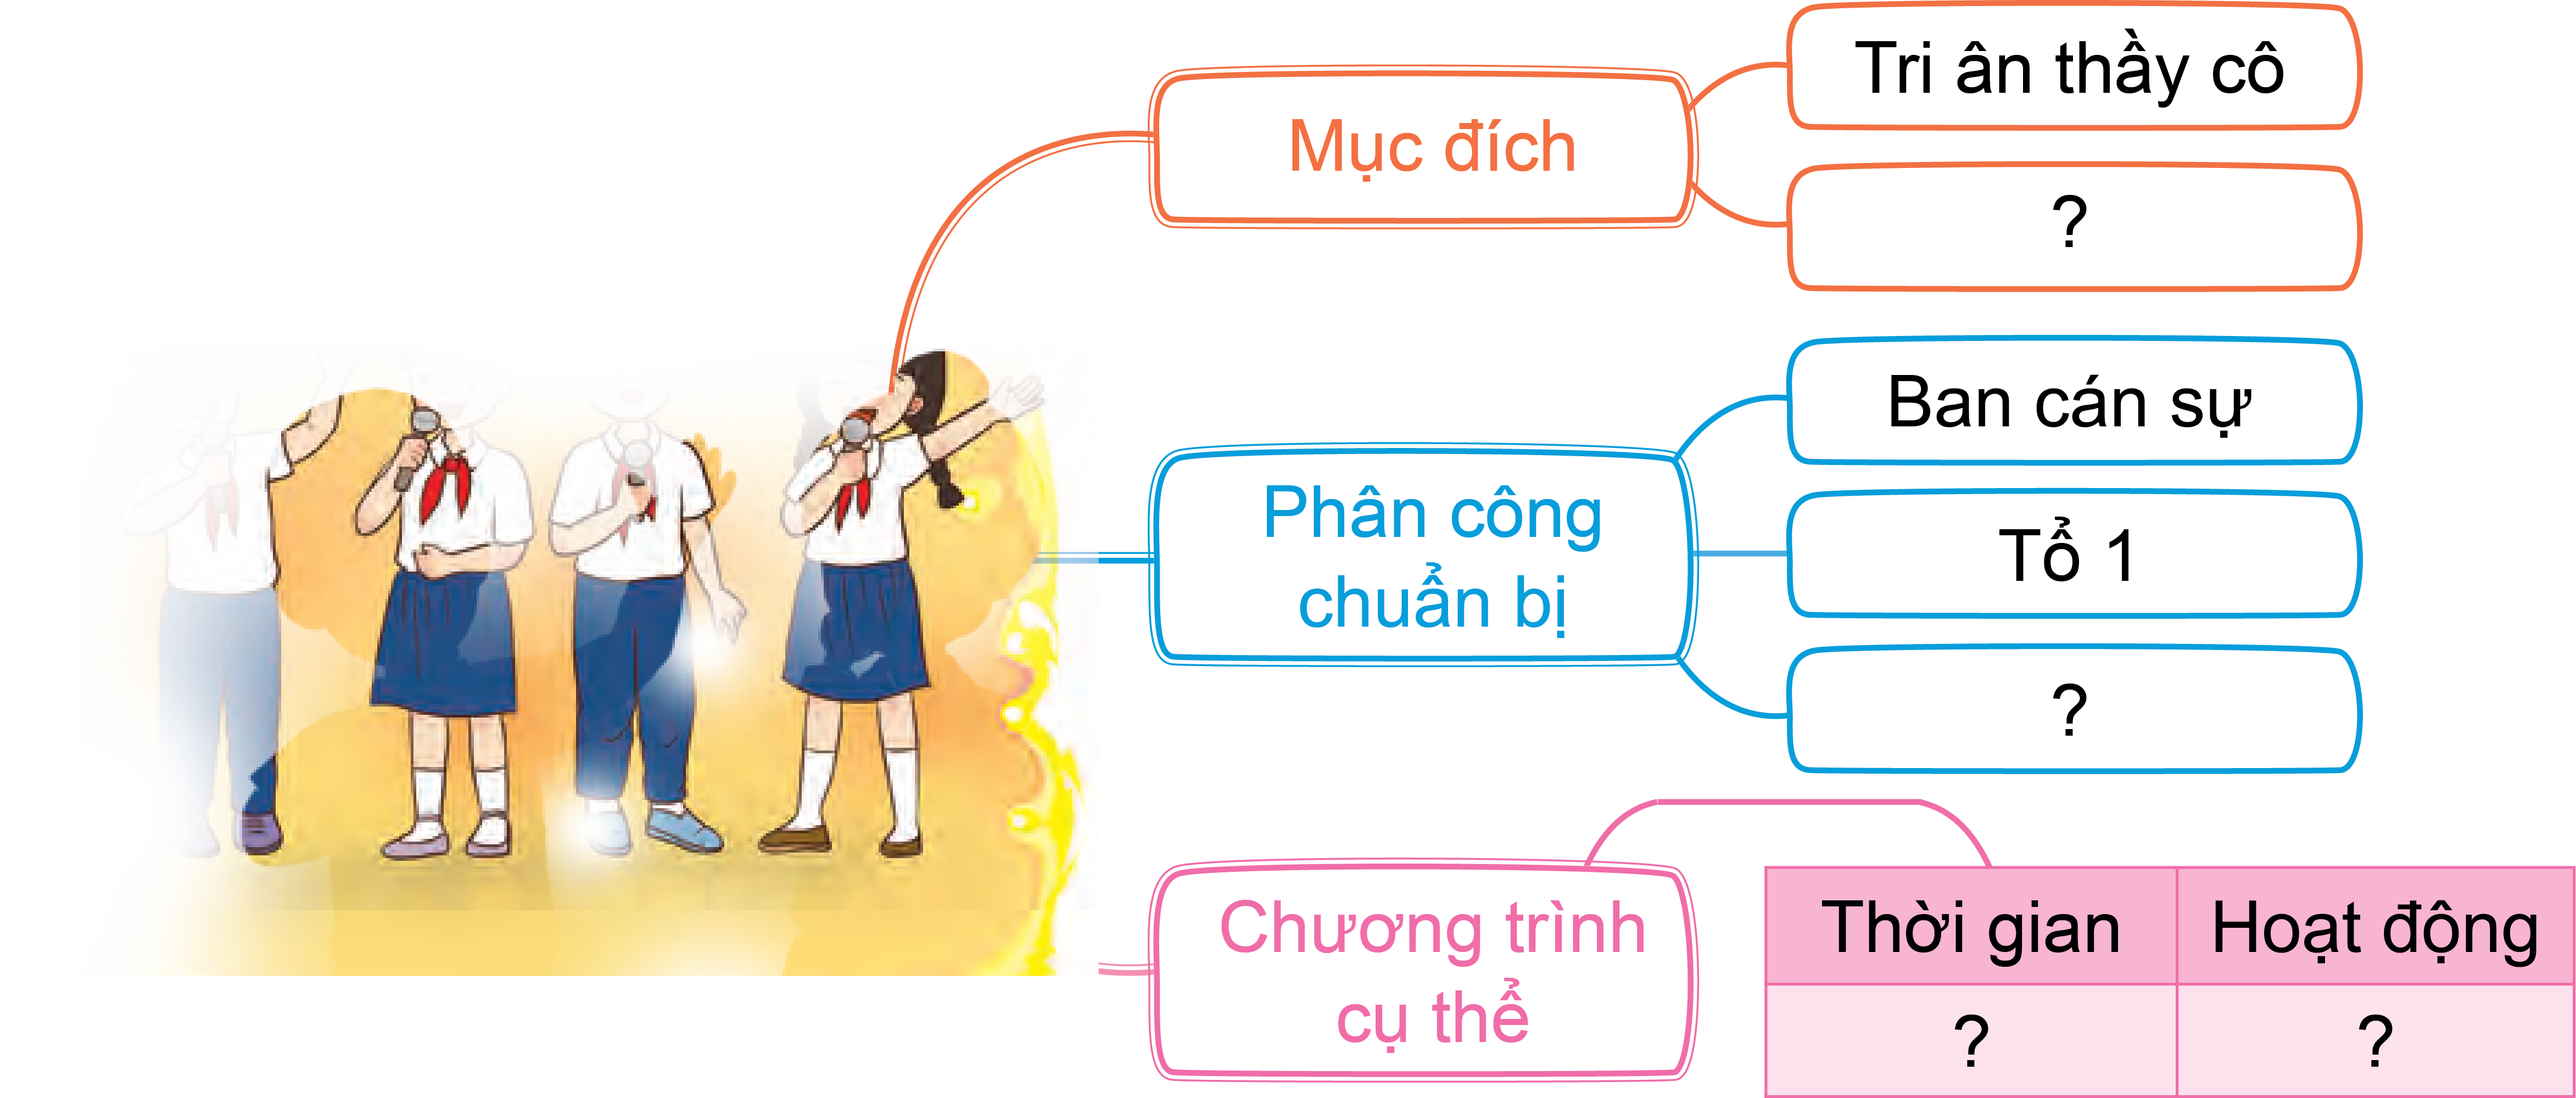 Mục đích
Tri ân thầy cô
?
Phân công
chuẩn bị
Ban cán sự
Tổ 1
?
Chương trình
cụ thể
Thời gian
Hoạt động
?
?